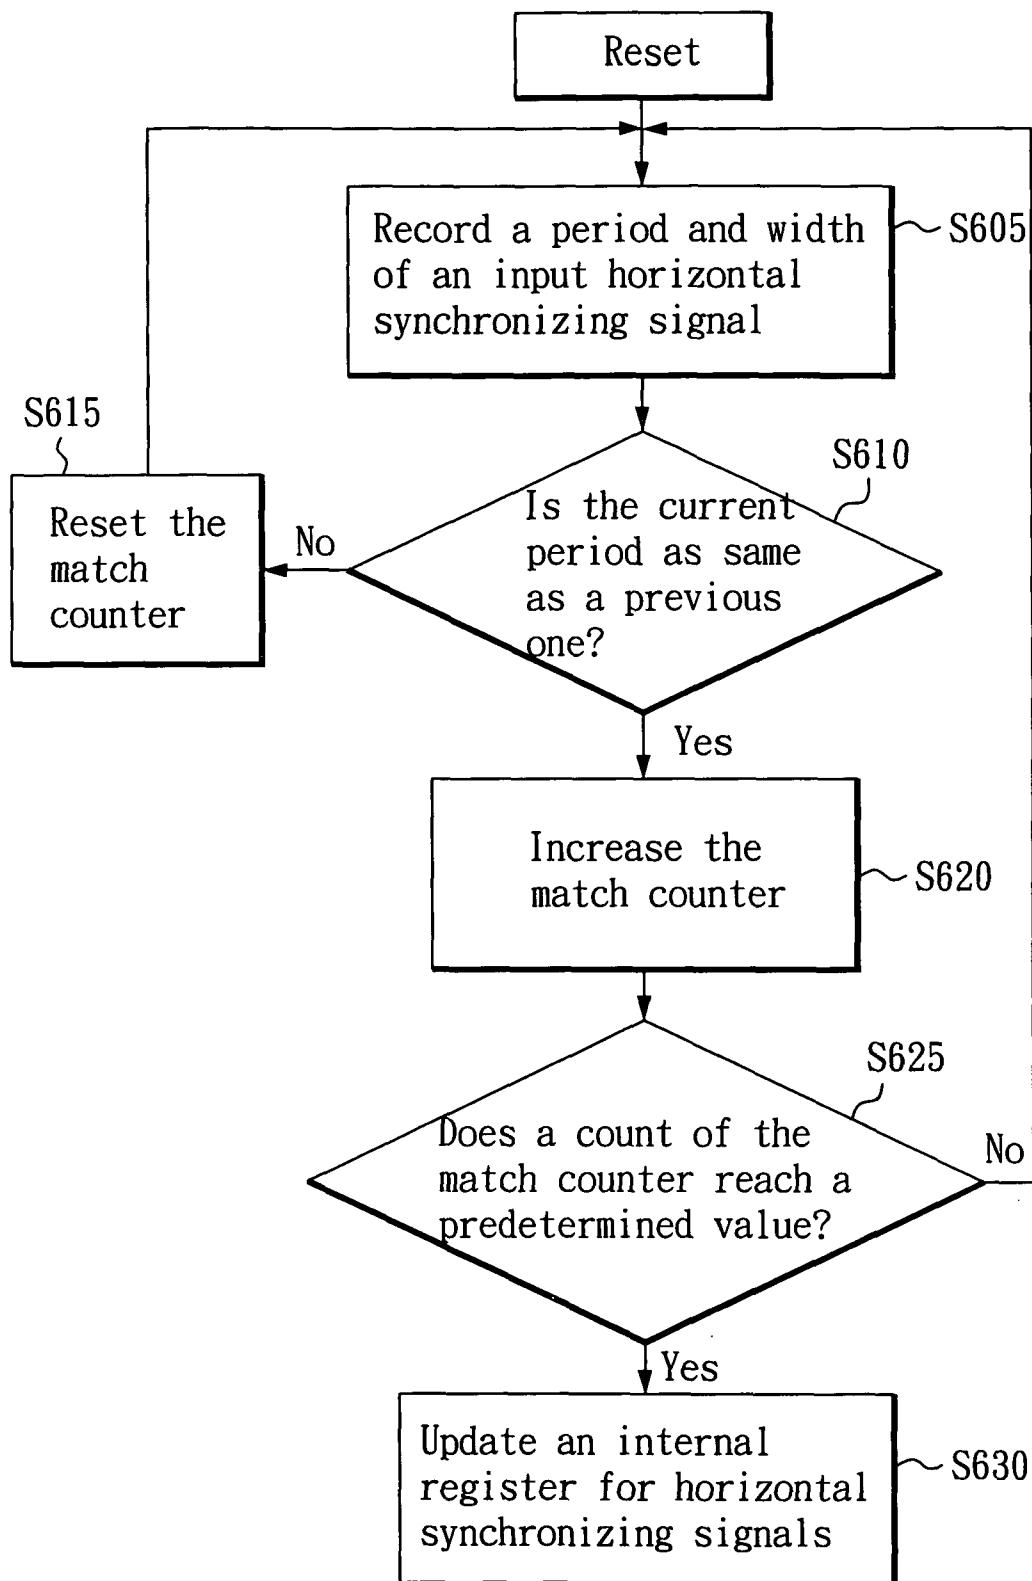 Reset
Record a period and width
of an input horizontal
synchronizing signal
S605
S615
Reset the
match
counter
No
S610
Is the current
period as same
as a previous
one?
Yes
Increase the
match counter
S620
S625
Does a count of the
match counter reach a
predetermined value?
No
Yes
Update an internal
register for horizontal
synchronizing signals
S630